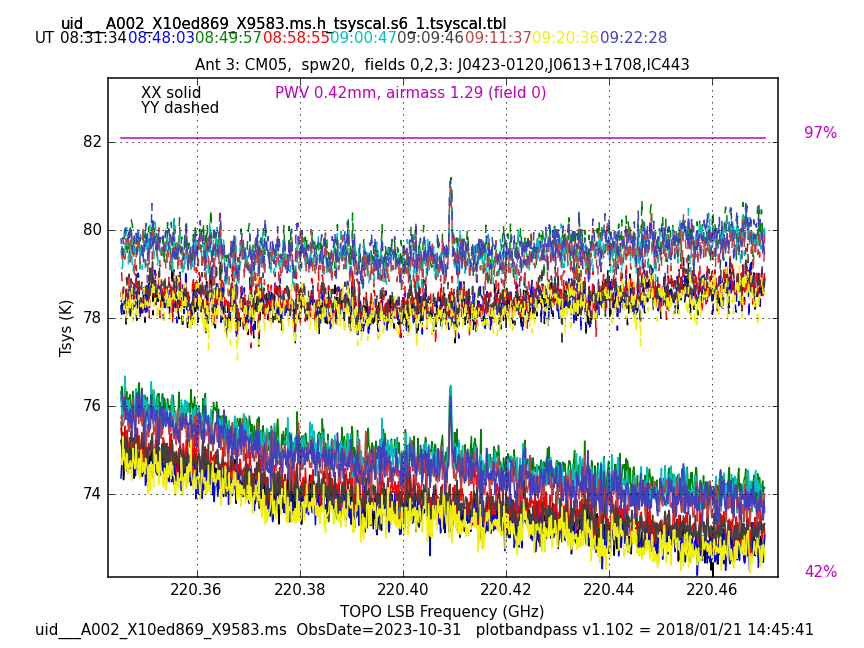 uid___A002_X10ed869_X9583.ms.h_tsyscal.s6_1.tsyscal.tbl
UT 08:31:34 08:48:03 08:49:57 08:58:55 09:00:47 09:09:46 09:11:37 09:20:36 09:22:28
Ant 3: CM05,  spw20,  fields 0,2,3: J0423-0120,J0613+1708,IC443
XX solid
PWV 0.42mm, airmass 1.29 (field 0)
YY dashed
97%
82
80
78
76
74
Tsys (K)
42%
220.36 220.38 220.40 220.42 220.44 220.46
TOPO LSB Frequency (GHz)
uid___A002_X10ed869_X9583.ms  ObsDate=2023-10-31   plotbandpass v1.102 = 2018/01/21 14:45:41